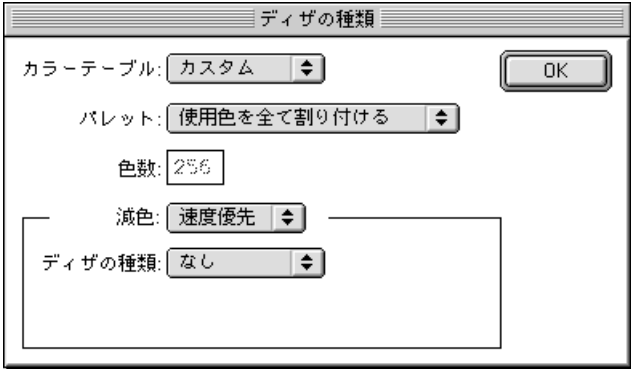 ディザの種類
カラーテーブル: カスタム
OK
パレット: 使用色を全て割り付ける
色数: 256
減色: 速度優先
ディザの種類: なし